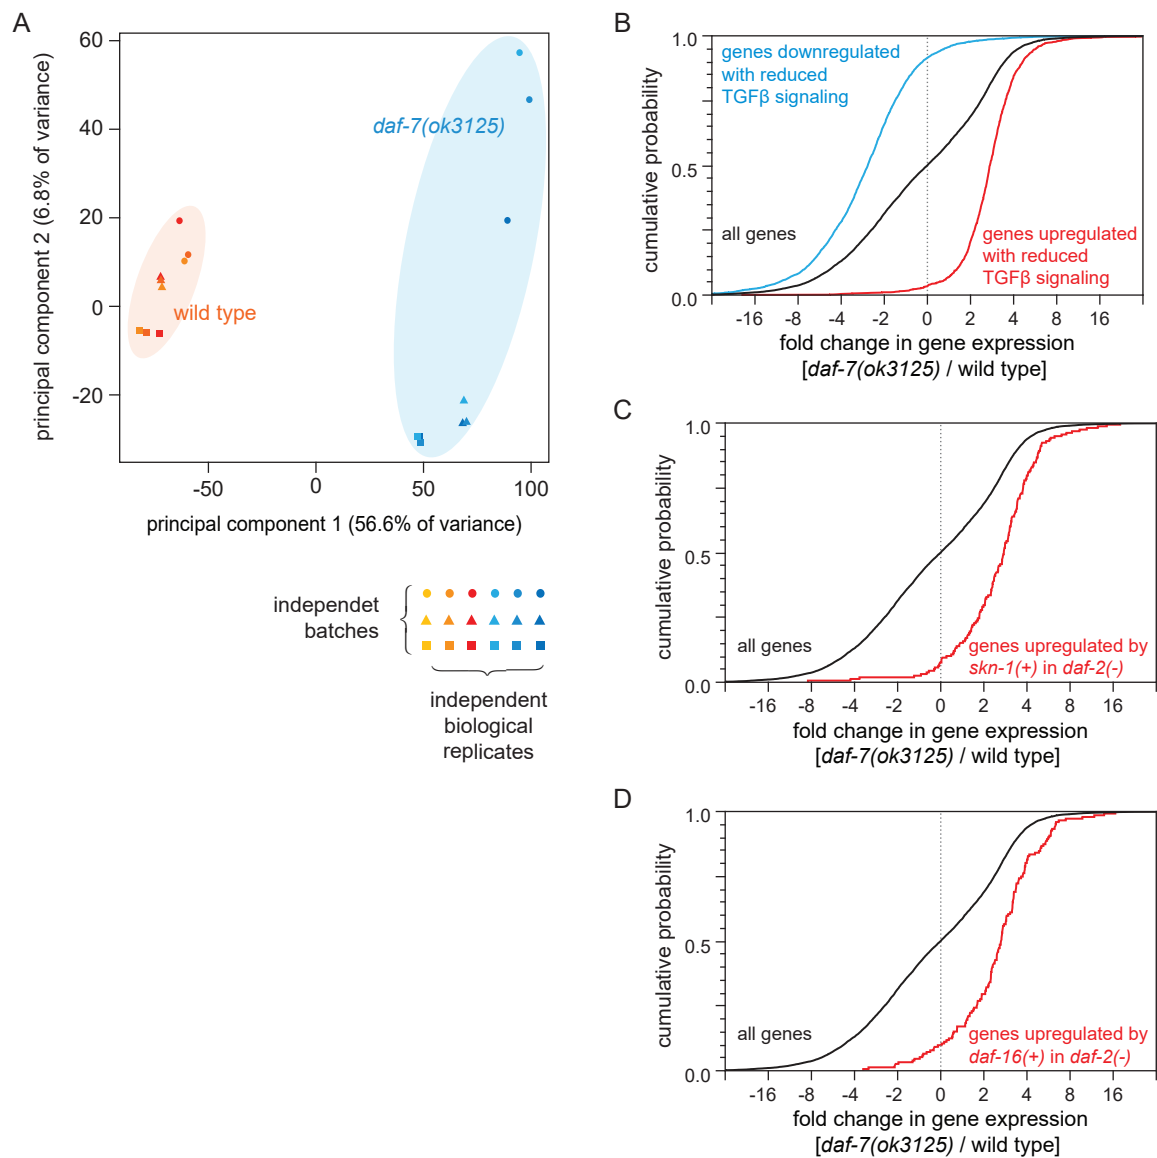 A
60
40
20
0
-20
principal component 2 (6.8% of variance)
daf-7(ok3125)
wild type
-50
0
50
100
principal component 1 (56.6% of variance)
independet
batches
independent
biological
replicates
B
1.0
0.5
0.0
cumulative probability
genes downregulated
with reduced
TGFβ signaling
all genes
genes upregulated
with reduced
TGFβ signaling
-16
-8
-4
-2
0
2
4
8
16
fold change in gene expression
[daf-7(ok3125) / wild type]
C
1.0
0.5
0.0
cumulative probability
all genes
genes upregulated by
skn-1(+) in daf-2(-)
-16
-8
-4
-2
0
2
4
8
16
fold change in gene expression
[daf-7(ok3125) / wild type]
D
1.0
0.5
0.0
cumulative probability
all genes
genes upregulated by
daf-16(+) in daf-2(-)
-16
-8
-4
-2
0
2
4
8
16
fold change in gene expression
[daf-7(ok3125) / wild type]